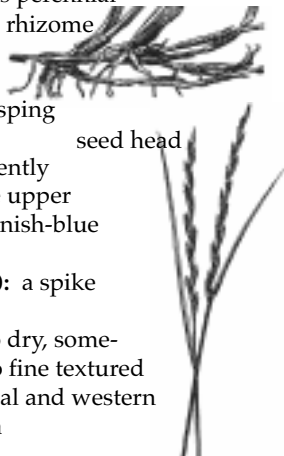 perennial
rhizome
sping
seed head
ently
upper
nish-blue
: a spike
dry, some-
fine textured
al and western